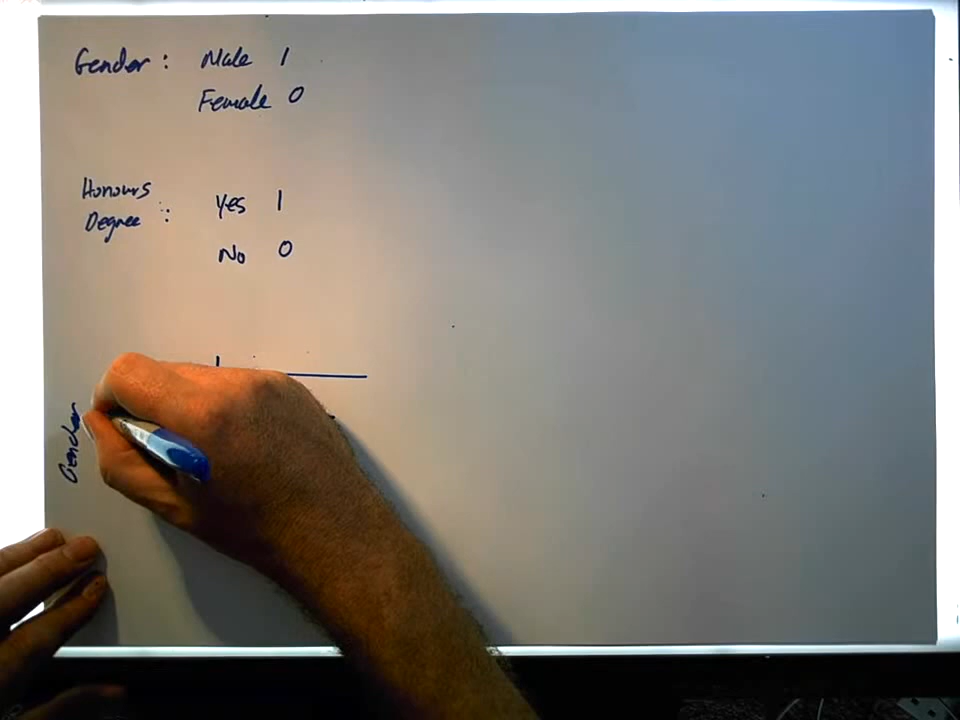 Gender : Male 1
Female 0
Honours
Degree : Yes 1
No 0
Gender